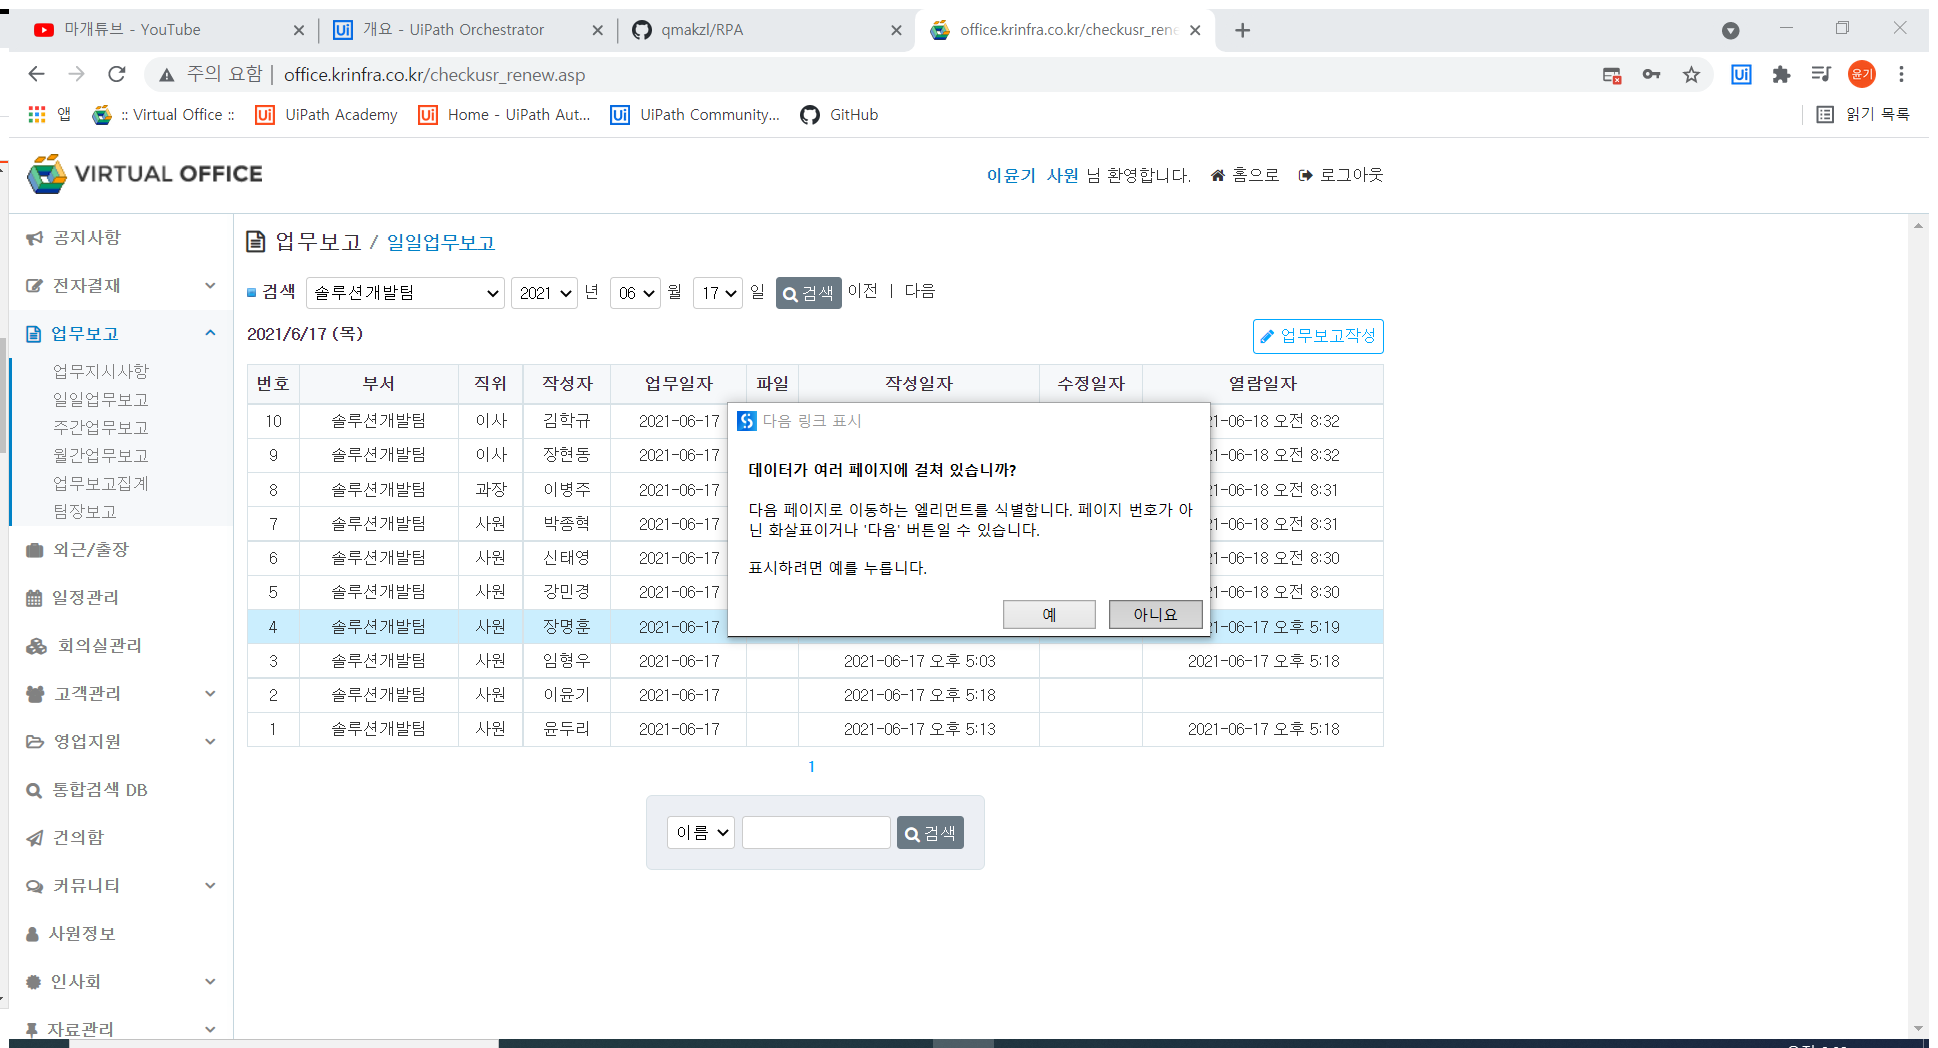 마개튜브 - YouTube
개요 - UiPath Orchestrator
qmakzl/RPA
office.krinfra.co.kr/checkusr_rene
주의 요함 | office.krinfra.co.kr/checkusr_renew.asp
윤기
앱
:: Virtual Office ::
UiPath Academy
Home - UiPath Aut...
UiPath Community...
GitHub
읽기 목록
VIRTUAL OFFICE
이윤기 사원 님 환영합니다. 홈으로 로그아웃
공지사항
전자결재
업무보고
업무지시사항
일일업무보고
주간업무보고
월간업무보고
업무보고집계
팀장보고
외근/출장
일정관리
회의실관리
고객관리
영업지원
통합검색 DB
건의함
커뮤니티
사원정보
인사회
자료관리
업무보고 / 일일업무보고
검색 솔루션개발팀 2021 년 06 월 17 일 검색 이전 | 다음
2021/6/17 (목)
업무보고작성
번호 부서 직위 작성자 업무일자 파일 작성일자 수정일자 열람일자
10 솔루션개발팀 이사 김학규 2021-06-17 1-06-18 오전 8:32
9 솔루션개발팀 이사 장현동 2021-06-17 1-06-18 오전 8:32
8 솔루션개발팀 과장 이병주 2021-06-17 1-06-18 오전 8:31
7 솔루션개발팀 사원 박종혁 2021-06-17 1-06-18 오전 8:31
6 솔루션개발팀 사원 신태영 2021-06-17 1-06-18 오전 8:30
5 솔루션개발팀 사원 강민경 2021-06-17 1-06-18 오전 8:30
4 솔루션개발팀 사원 장명훈 2021-06-17 1-06-17 오후 5:19
3 솔루션개발팀 사원 임형우 2021-06-17 2021-06-17 오후 5:03 2021-06-17 오후 5:18
2 솔루션개발팀 사원 이윤기 2021-06-17 2021-06-17 오후 5:18
1 솔루션개발팀 사원 윤두리 2021-06-17 2021-06-17 오후 5:13 2021-06-17 오후 5:18
다음 링크 표시
데이터가 여러 페이지에 걸쳐 있습니까?
다음 페이지로 이동하는 엘리먼트를 식별합니다. 페이지 번호가 아
닌 화살표이거나 '다음' 버튼일 수 있습니다.
표시하려면 예를 누릅니다.
예 아니요
1
이름 검색